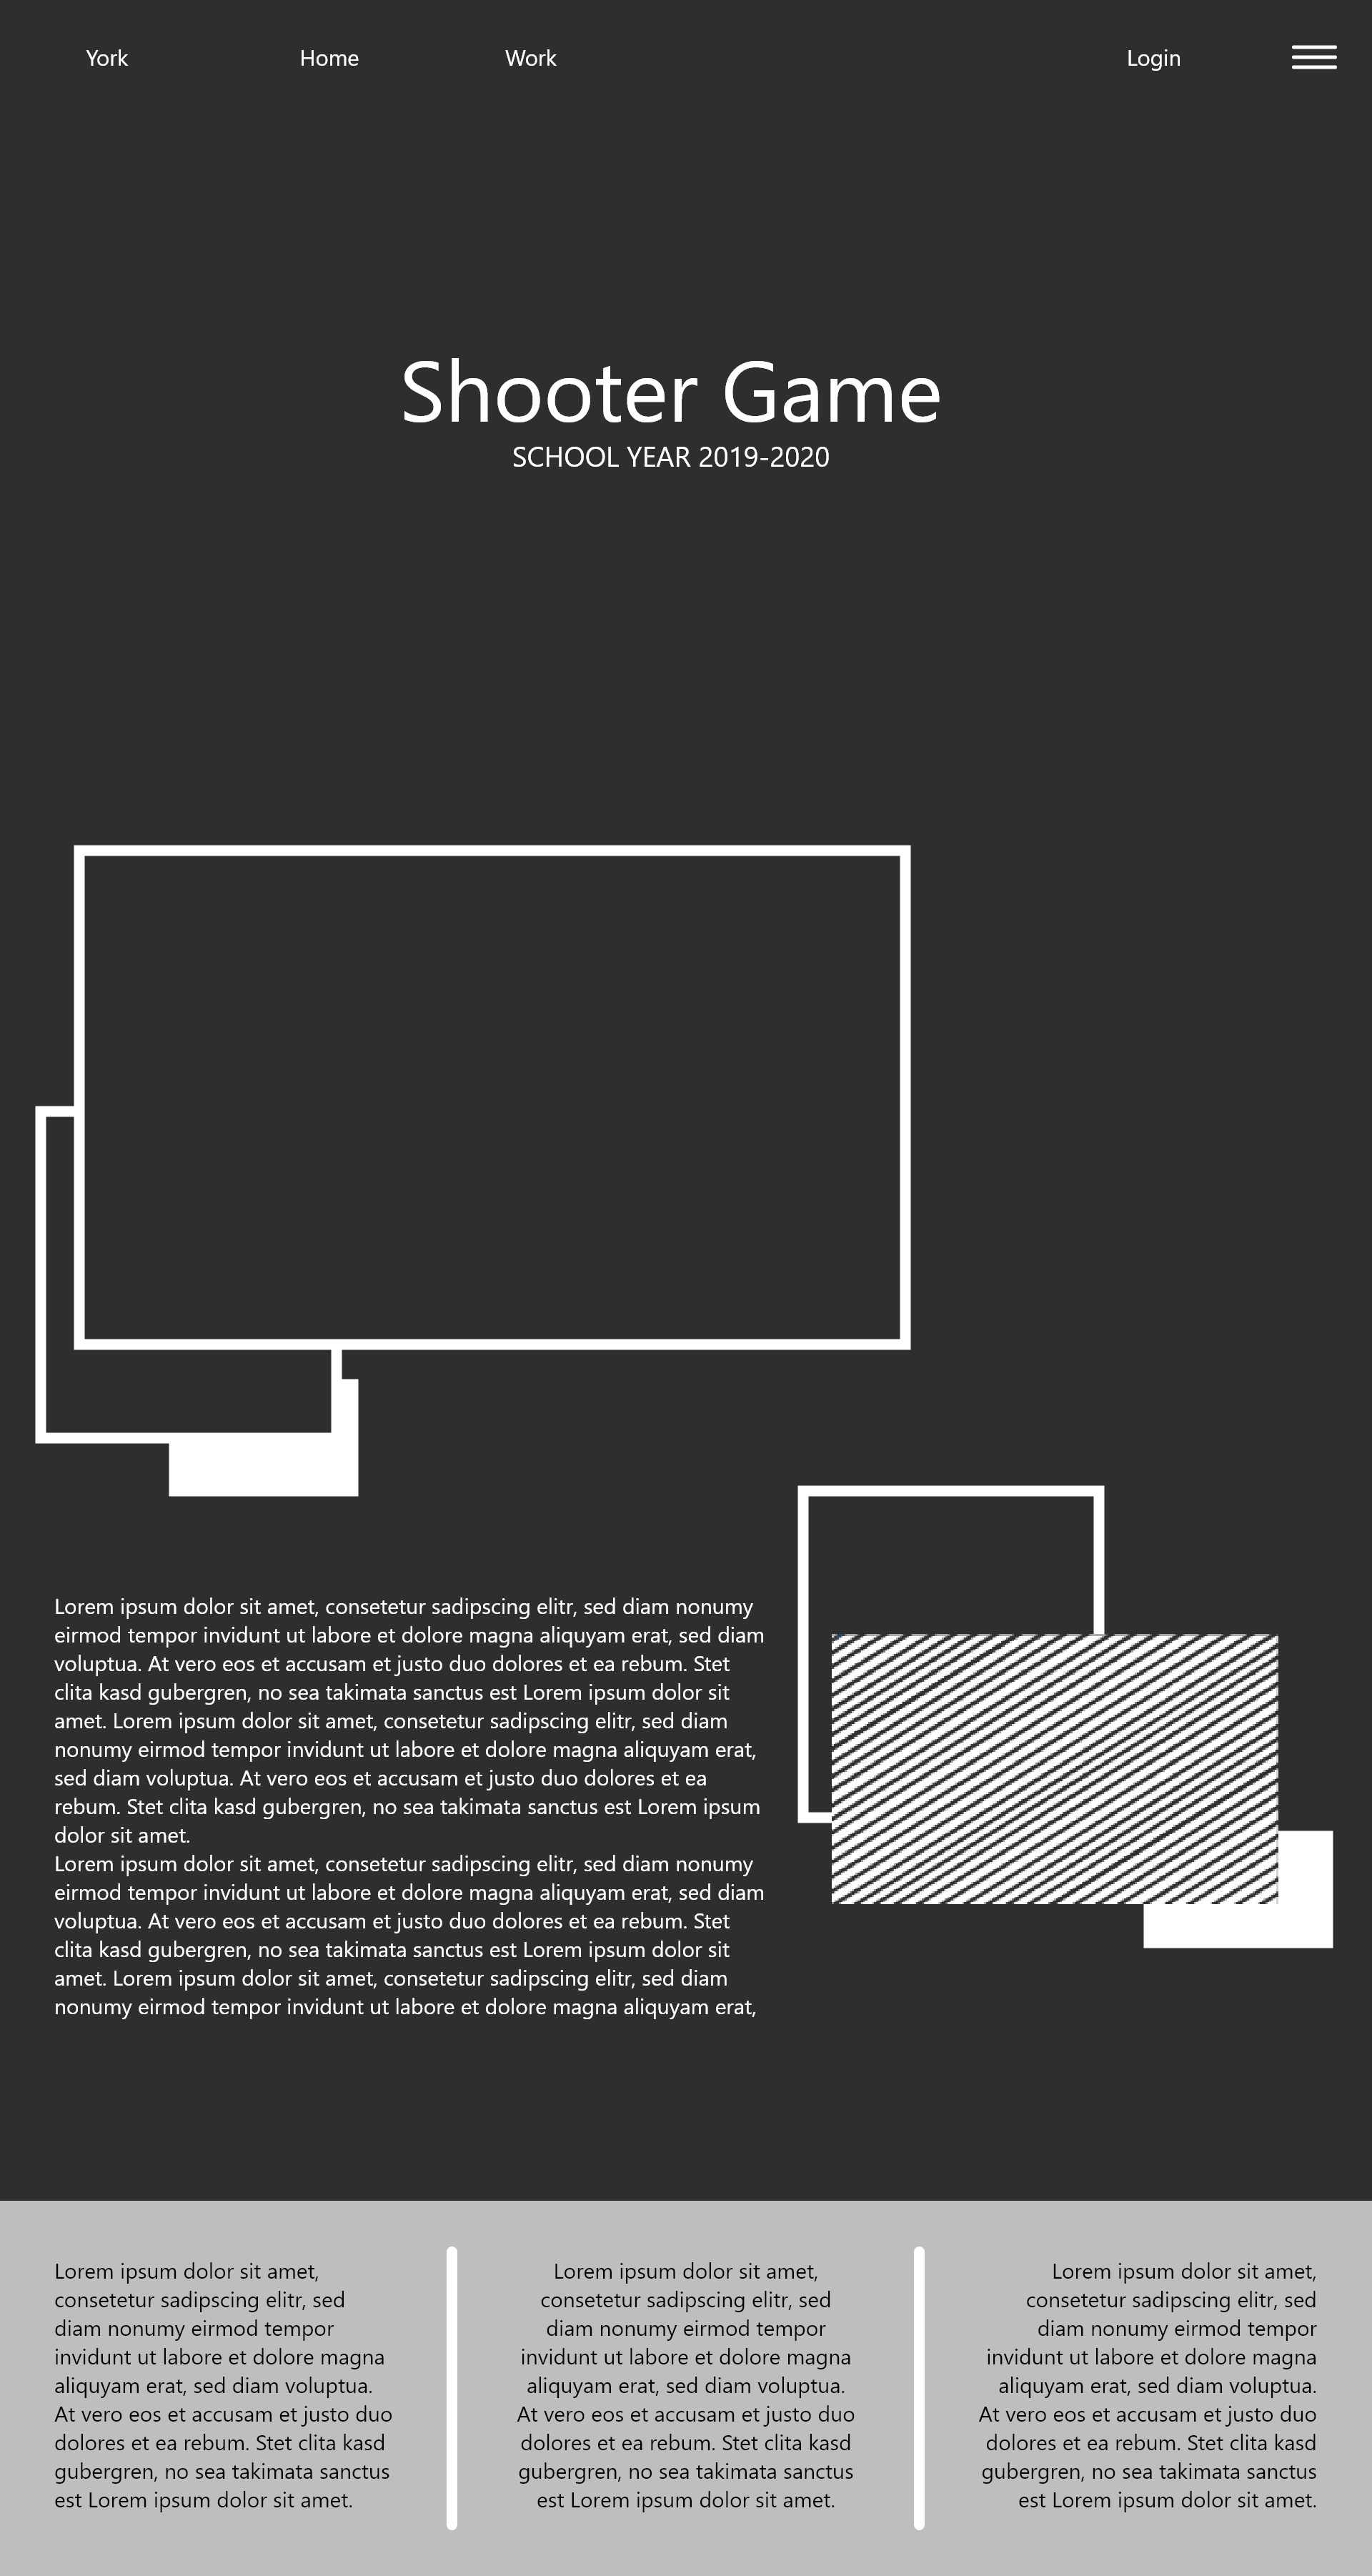 York Home Work Login
Shooter Game
SCHOOL YEAR 2019-2020
Lorem ipsum dolor sit amet, consetetur sadipscing elitr, sed diam nonumy
eirmod tempor invidunt ut labore et dolore magna aliquyam erat, sed diam
voluptua. At vero eos et accusam et justo duo dolores et ea rebum. Stet
clita kasd gubergren, no sea takimata sanctus est Lorem ipsum dolor sit
amet. Lorem ipsum dolor sit amet, consetetur sadipscing elitr, sed diam
nonumy eirmod tempor invidunt ut labore et dolore magna aliquyam erat,
sed diam voluptua. At vero eos et accusam et justo duo dolores et ea
rebum. Stet clita kasd gubergren, no sea takimata sanctus est Lorem ipsum
dolor sit amet.
Lorem ipsum dolor sit amet, consetetur sadipscing elitr, sed diam nonumy
eirmod tempor invidunt ut labore et dolore magna aliquyam erat, sed diam
voluptua. At vero eos et accusam et justo duo dolores et ea rebum. Stet
clita kasd gubergren, no sea takimata sanctus est Lorem ipsum dolor sit
amet. Lorem ipsum dolor sit amet, consetetur sadipscing elitr, sed diam
nonumy eirmod tempor invidunt ut labore et dolore magna aliquyam erat,
Lorem ipsum dolor sit amet,
consetetur sadipscing elitr, sed
diam nonumy eirmod tempor
invidunt ut labore et dolore magna
aliquyam erat, sed diam voluptua.
At vero eos et accusam et justo duo
dolores et ea rebum. Stet clita kasd
gubergren, no sea takimata sanctus
est Lorem ipsum dolor sit amet.
Lorem ipsum dolor sit amet,
consetetur sadipscing elitr, sed
diam nonumy eirmod tempor
invidunt ut labore et dolore magna
aliquyam erat, sed diam voluptua.
At vero eos et accusam et justo duo
dolores et ea rebum. Stet clita kasd
gubergren, no sea takimata sanctus
est Lorem ipsum dolor sit amet.
Lorem ipsum dolor sit amet,
consetetur sadipscing elitr, sed
diam nonumy eirmod tempor
invidunt ut labore et dolore magna
aliquyam erat, sed diam voluptua.
At vero eos et accusam et justo duo
dolores et ea rebum. Stet clita kasd
gubergren, no sea takimata sanctus
est Lorem ipsum dolor sit amet.